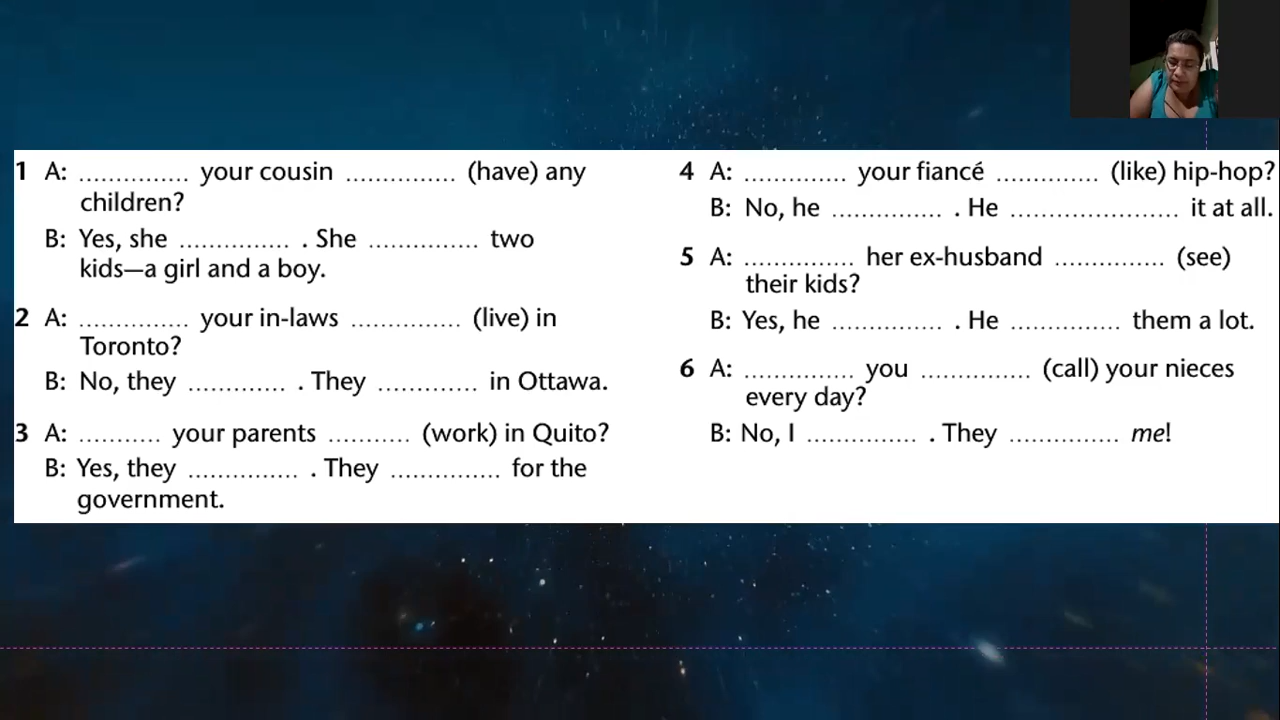 1 A: ............... your cousin ............... (have) any
children?
B: Yes, she ............... . She ............... two
kids—a girl and a boy.
2 A: ............... your in-laws ............... (live) in
Toronto?
B: No, they ............. . They ............. in Ottawa.
3 A: ........... your parents ........... (work) in Quito?
B: Yes, they ............... . They ............... for the
government.
4 A: .............. your fiancé .............. (like) hip-hop?
B: No, he ............... . He ....................... it at all.
5 A: ............... her ex-husband ............... (see)
their kids?
B: Yes, he ............... . He ............... them a lot.
6 A: ............... you ............... (call) your nieces
every day?
B: No, I ............... . They ............... me!